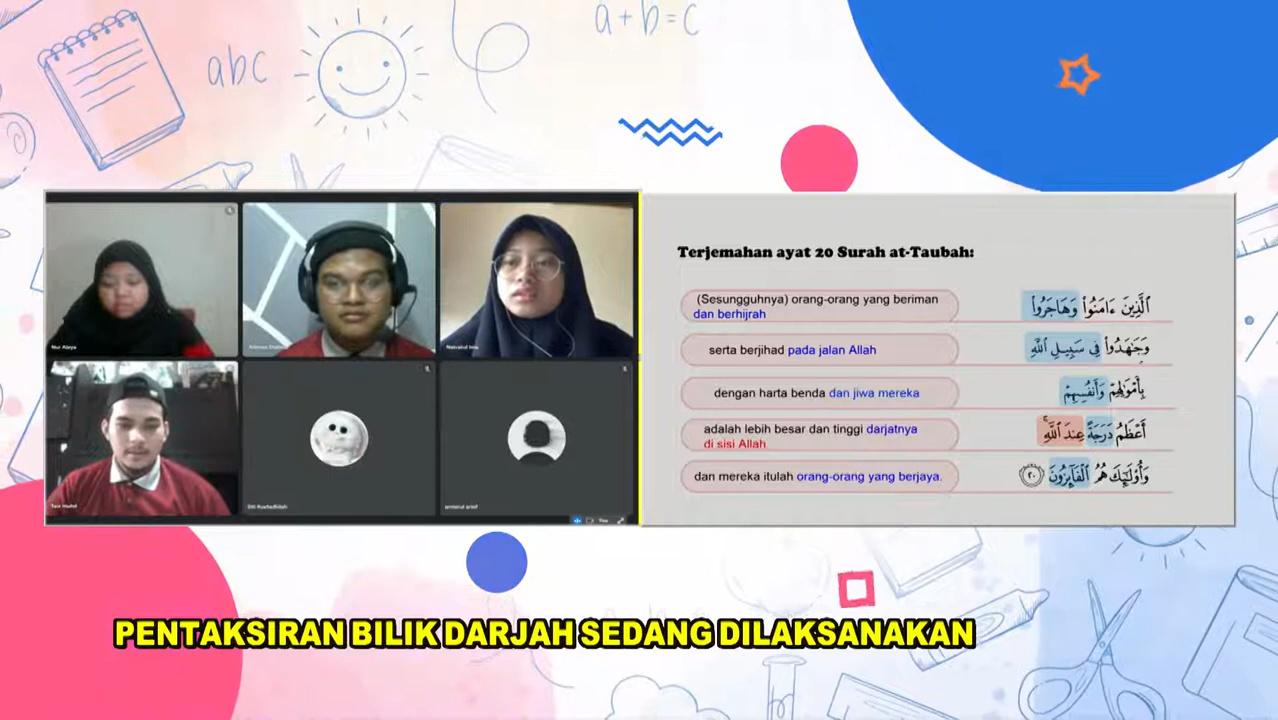 abc
a+b=c
Terjemahan ayat 20 Surah at-Taubah:
(Sesungguhnya) orang-orang yang beriman
dan berhijrah
ٱلَّذِينَ ءَامَنُوا۟ وَهَاجَرُوا۟
serta berjihad pada jalan Allah
وَجَٰهَدُوا۟ فِى سَبِيلِ ٱللَّهِ
dengan harta benda dan jiwa mereka
بِأَمْوَٰلِهِمْ وَأَنفُسِهِمْ
adalah lebih besar dan tinggi darjatnya
di sisi Allah.
أَعْظَمُ دَرَجَةً عِندَ ٱللَّهِ ۚ
dan mereka itulah orang-orang yang berjaya.
وَأُو۟لَٰٓئِكَ هُمُ ٱلْفَآئِزُونَ ٢٠
You
PENTAKSIRAN BILIK DARJAH SEDANG DILAKSANAKAN